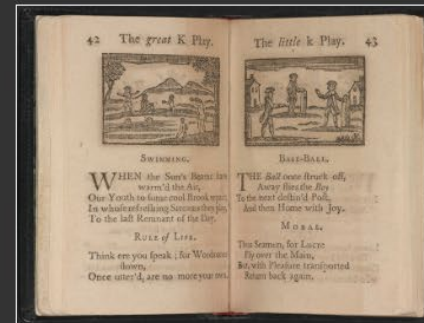 42 The great K Play.
SWIMMING.
WHEN the Sun's Beams have
warm'd the Air,
Our Youth to some cool Brook repair,
In whose refreshing Streams they play,
To the last Remnant of the Day.
RULE of LIFE.
Think ere you speak; for Words once
flown,
Once utter'd, are no more your own.
The little k Play. 43
BASE-BALL.
THE Ball once struck off,
Away flies the Boy
To the next destin'd Post,
And then Home with Joy.
MORAL.
Thus Seamen, for Lucre
Fly over the Main,
But, with Pleasure transported
Return back again.